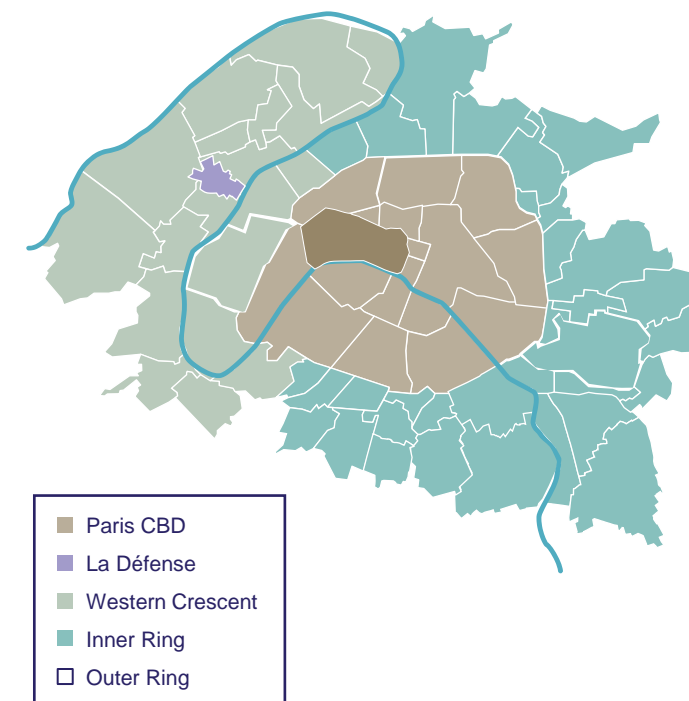 Paris CBD
La Défense
Western Crescent
Inner Ring
Outer Ring